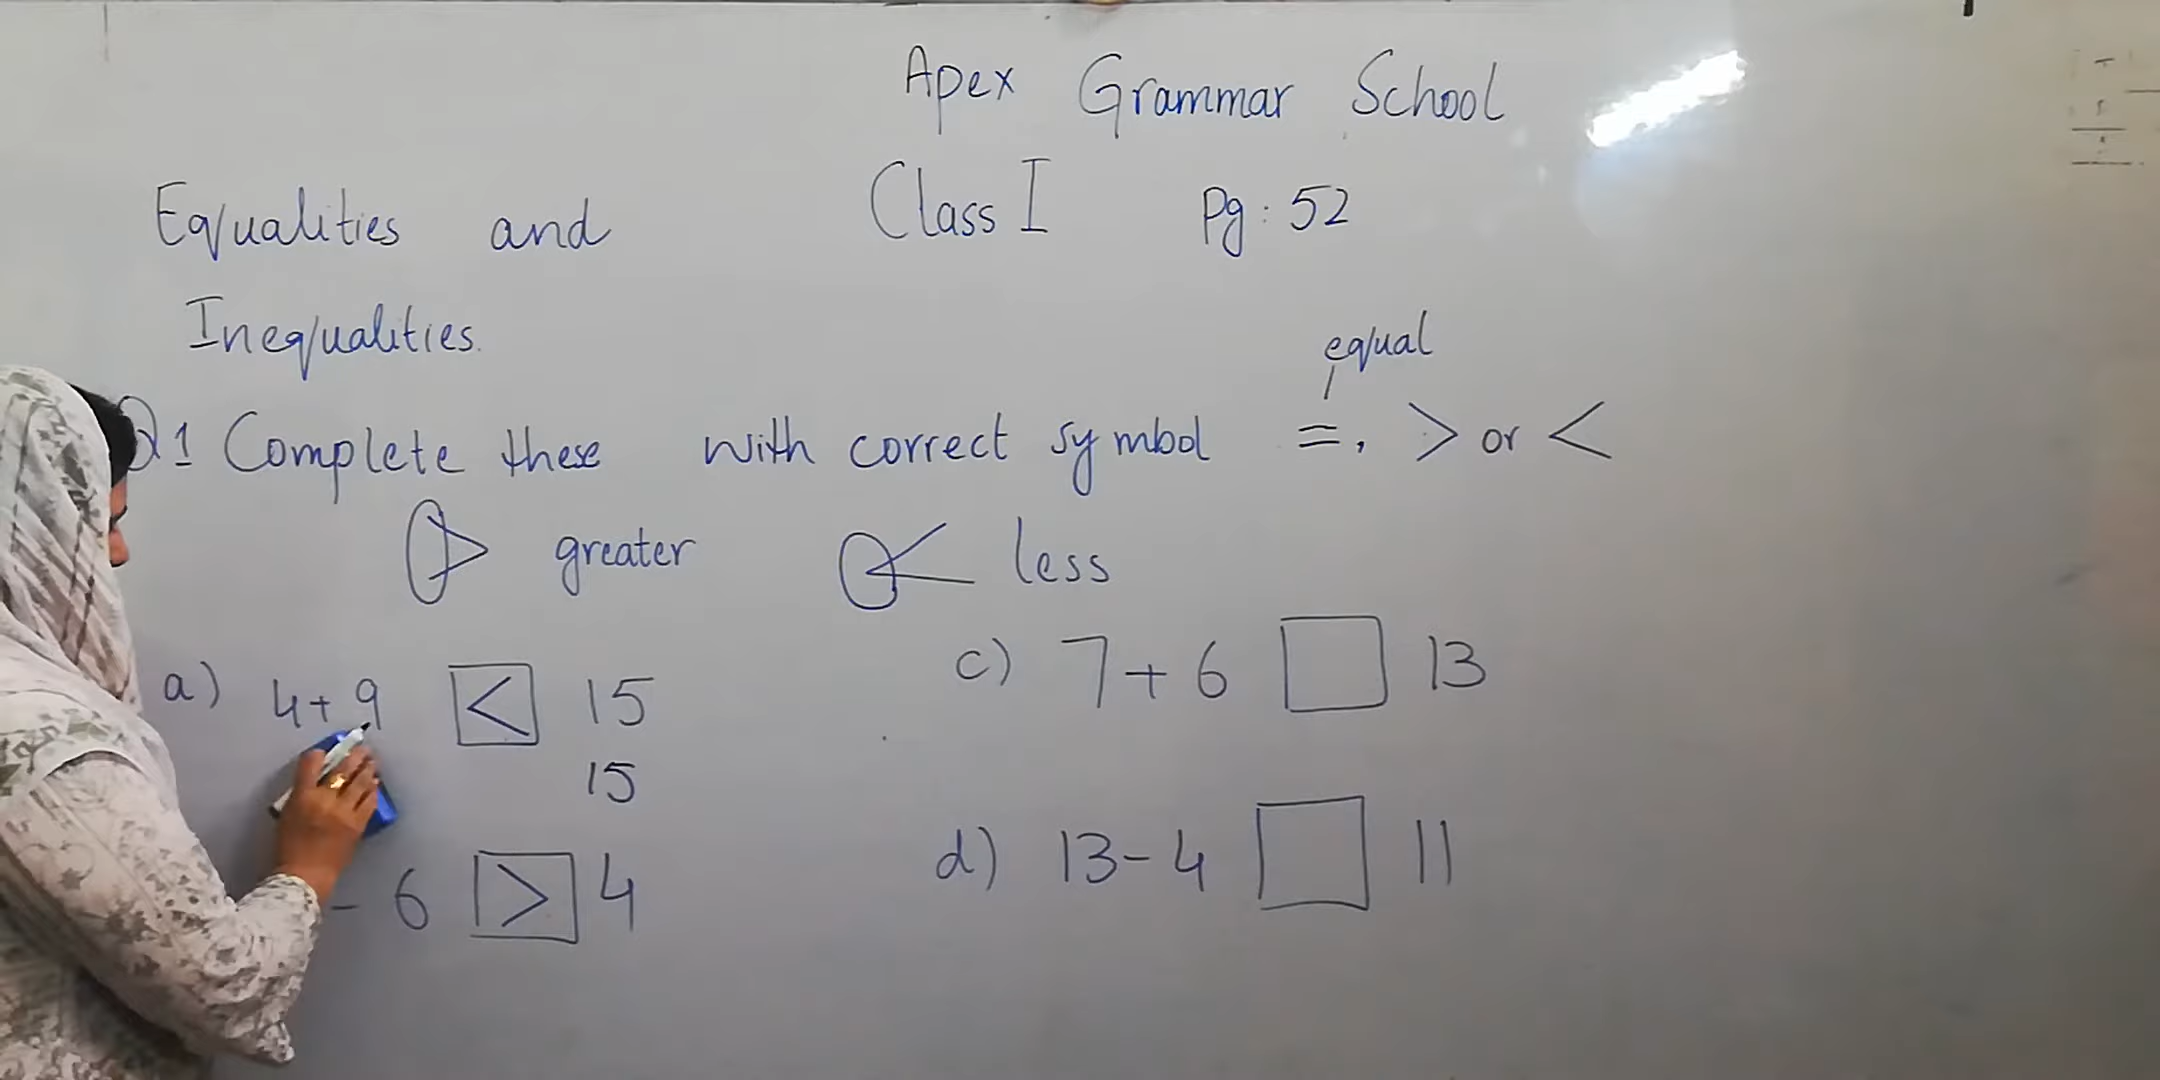 Apex Grammar School
Class I Pg: 52
Equalities and
Inequalities.
equal
Q1 Complete these with correct symbol =, > or <
> greater < less
a) 4+9 < 15
15
- 6 > 4
c) 7+6 13
d) 13-4 11